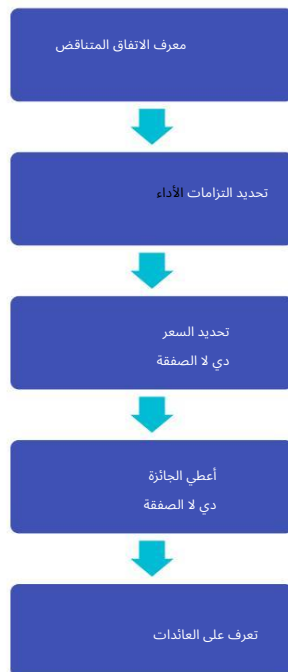 معرف الاتفاق المتناقض
تحديد التزامات الأداء
تحديد السعر
دي لا الصفقة
أعطي الجائزة
دي لا الصفقة
تعرف على العائدات